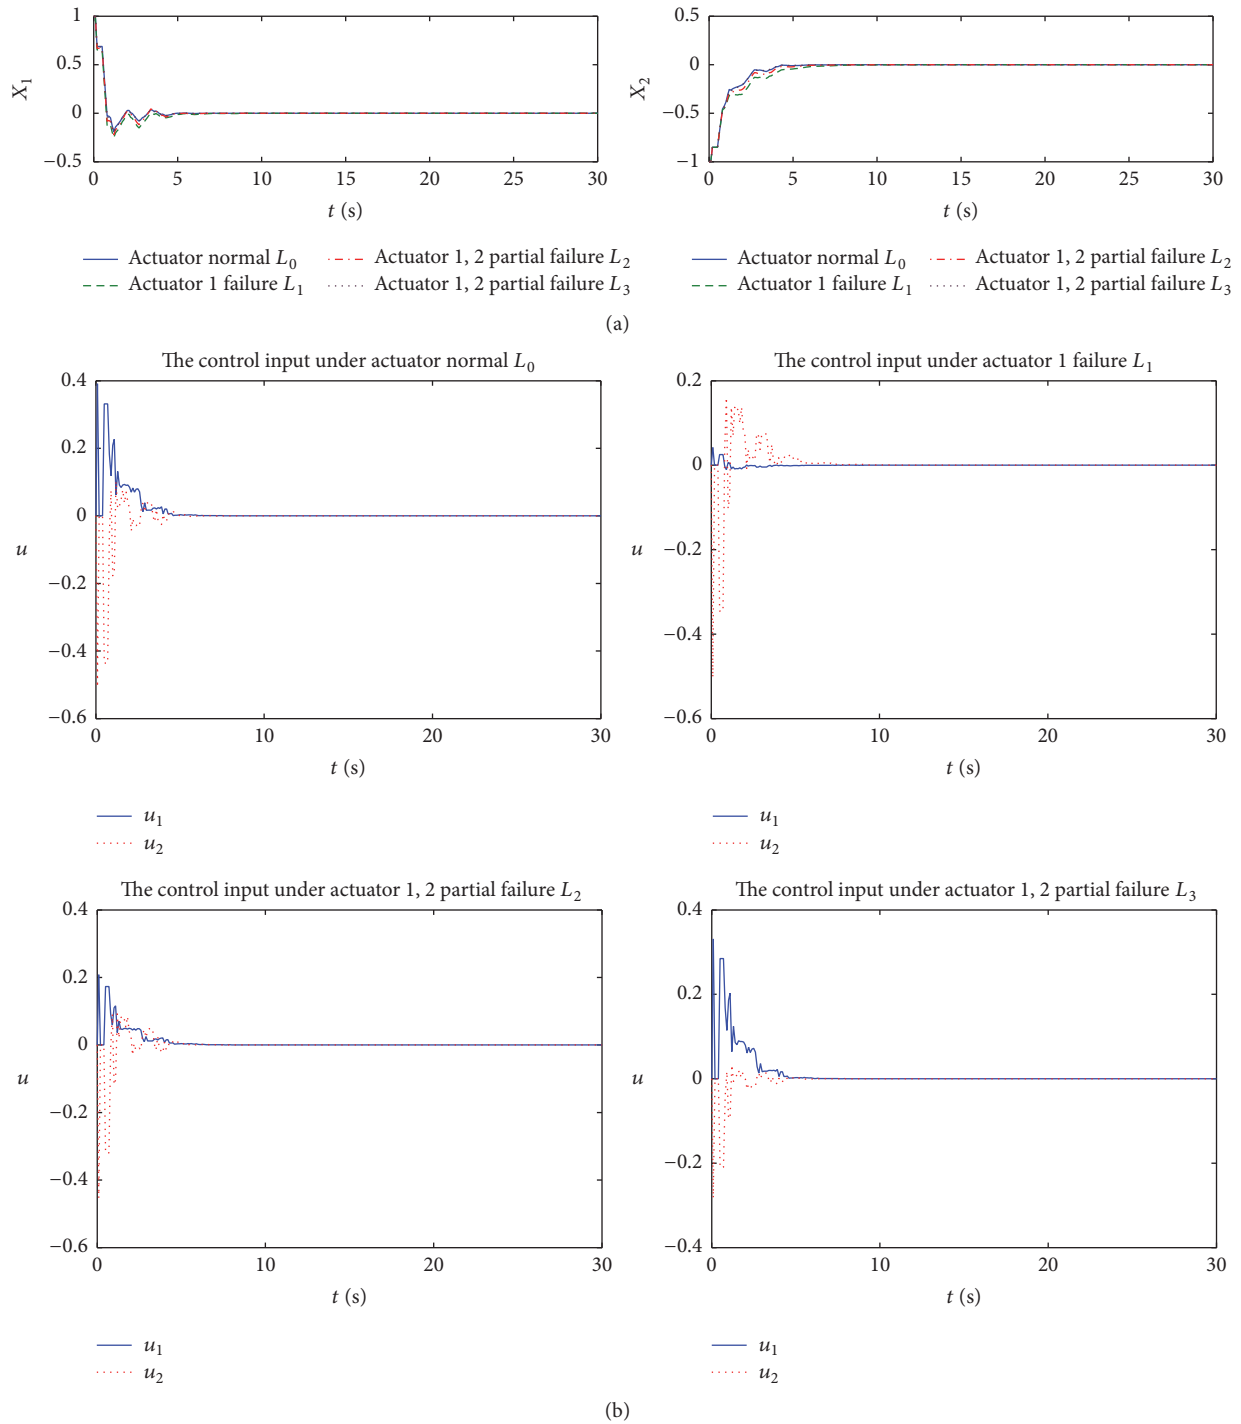 1
0.5
0
−0.5
X1
0 5 10 15 20 25 30
t (s)
Actuator normal L0
Actuator 1 failure L1
Actuator 1, 2 partial failure L2
Actuator 1, 2 partial failure L3
0.5
0
−0.5
−1
X2
0 5 10 15 20 25 30
t (s)
Actuator normal L0
Actuator 1 failure L1
Actuator 1, 2 partial failure L2
Actuator 1, 2 partial failure L3
(a)
The control input under actuator normal L0
0.4
0.2
0
−0.2
−0.4
−0.6
u
0 10 20 30
t (s)
u1
u2
The control input under actuator 1 failure L1
0.2
0
−0.2
−0.4
−0.6
u
0 10 20 30
t (s)
u1
u2
The control input under actuator 1, 2 partial failure L2
0.4
0.2
0
−0.2
−0.4
−0.6
u
0 10 20 30
t (s)
u1
u2
The control input under actuator 1, 2 partial failure L3
0.4
0.2
0
−0.2
−0.4
u
0 10 20 30
t (s)
u1
u2
(b)